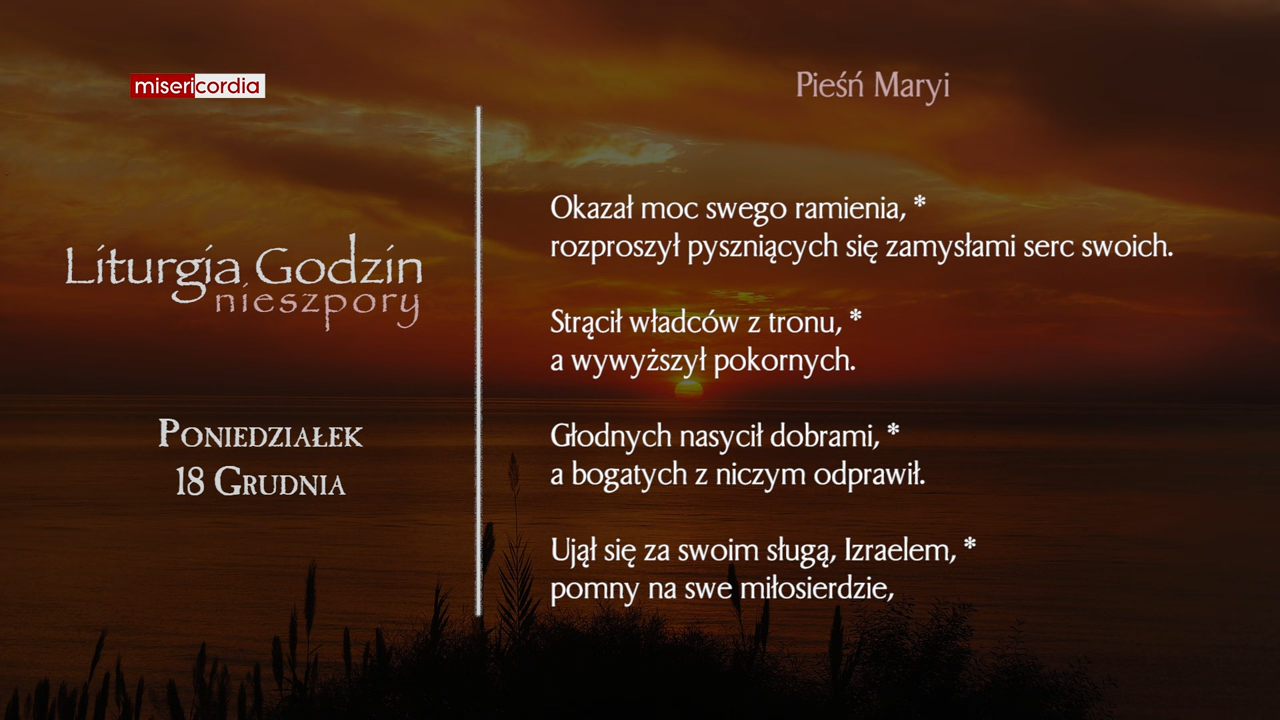 misericordia
Liturgia Godzin
nieszpory
Poniedziałek
18 Grudnia
Pieśń Maryi
Okazał moc swego ramienia, *
rozproszył pyszniących się zamysłami serc swoich.
Strącił władców z tronu, *
a wywyższył pokornych.
Głodnych nasycił dobrami, *
a bogatych z niczym odprawił.
Ujął się za swoim sługą, Izraelem, *
pomny na swe miłosierdzie,